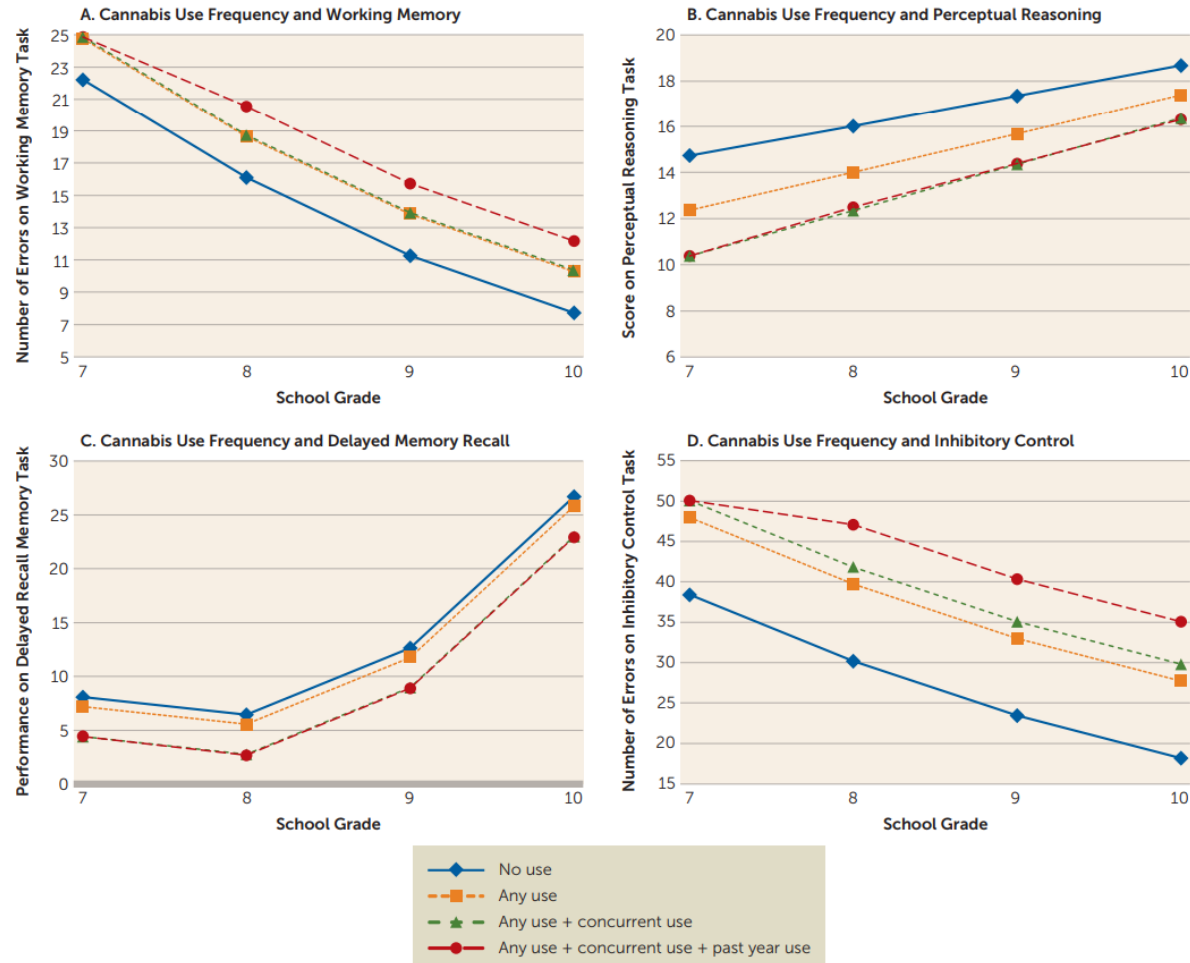 A. Cannabis Use Frequency and Working Memory
Number of Errors on Working Memory Task
25
23
21
19
17
15
13
11
9
7
5
7 8 9 10
School Grade
B. Cannabis Use Frequency and Perceptual Reasoning
Score on Perceptual Reasoning Task
20
18
16
14
12
10
8
6
7 8 9 10
School Grade
C. Cannabis Use Frequency and Delayed Memory Recall
Performance on Delayed Recall Memory Task
30
25
20
15
10
5
0
7 8 9 10
School Grade
D. Cannabis Use Frequency and Inhibitory Control
Number of Errors on Inhibitory Control Task
55
50
45
40
35
30
25
20
15
7 8 9 10
School Grade
No use
Any use
Any use + concurrent use
Any use + concurrent use + past year use